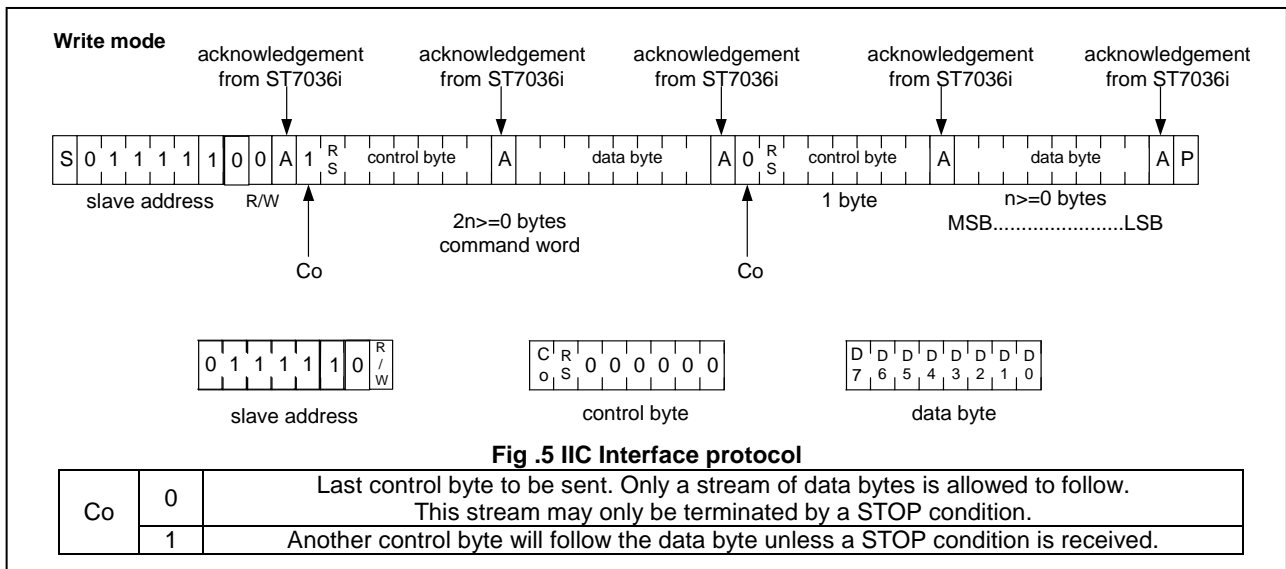 Write mode
acknowledgement from ST7036i
acknowledgement from ST7036i
acknowledgement from ST7036i
acknowledgement from ST7036i
acknowledgement from ST7036i
S 0 1 1 1 1 1 0 0 A 1 RS control byte A data byte A 0 RS control byte A data byte A P
slave address R/W 1 byte n>=0 bytes
2n>=0 bytes MSB.......................LSB
command word
Co Co
0 1 1 1 1 1 0 R/W Co RS 0 0 0 0 0 0 D7 D6 D5 D4 D3 D2 D1 D0
slave address control byte data byte
Fig .5 IIC Interface protocol
Co 0 Last control byte to be sent. Only a stream of data bytes is allowed to follow.
This stream may only be terminated by a STOP condition.
1 Another control byte will follow the data byte unless a STOP condition is received.